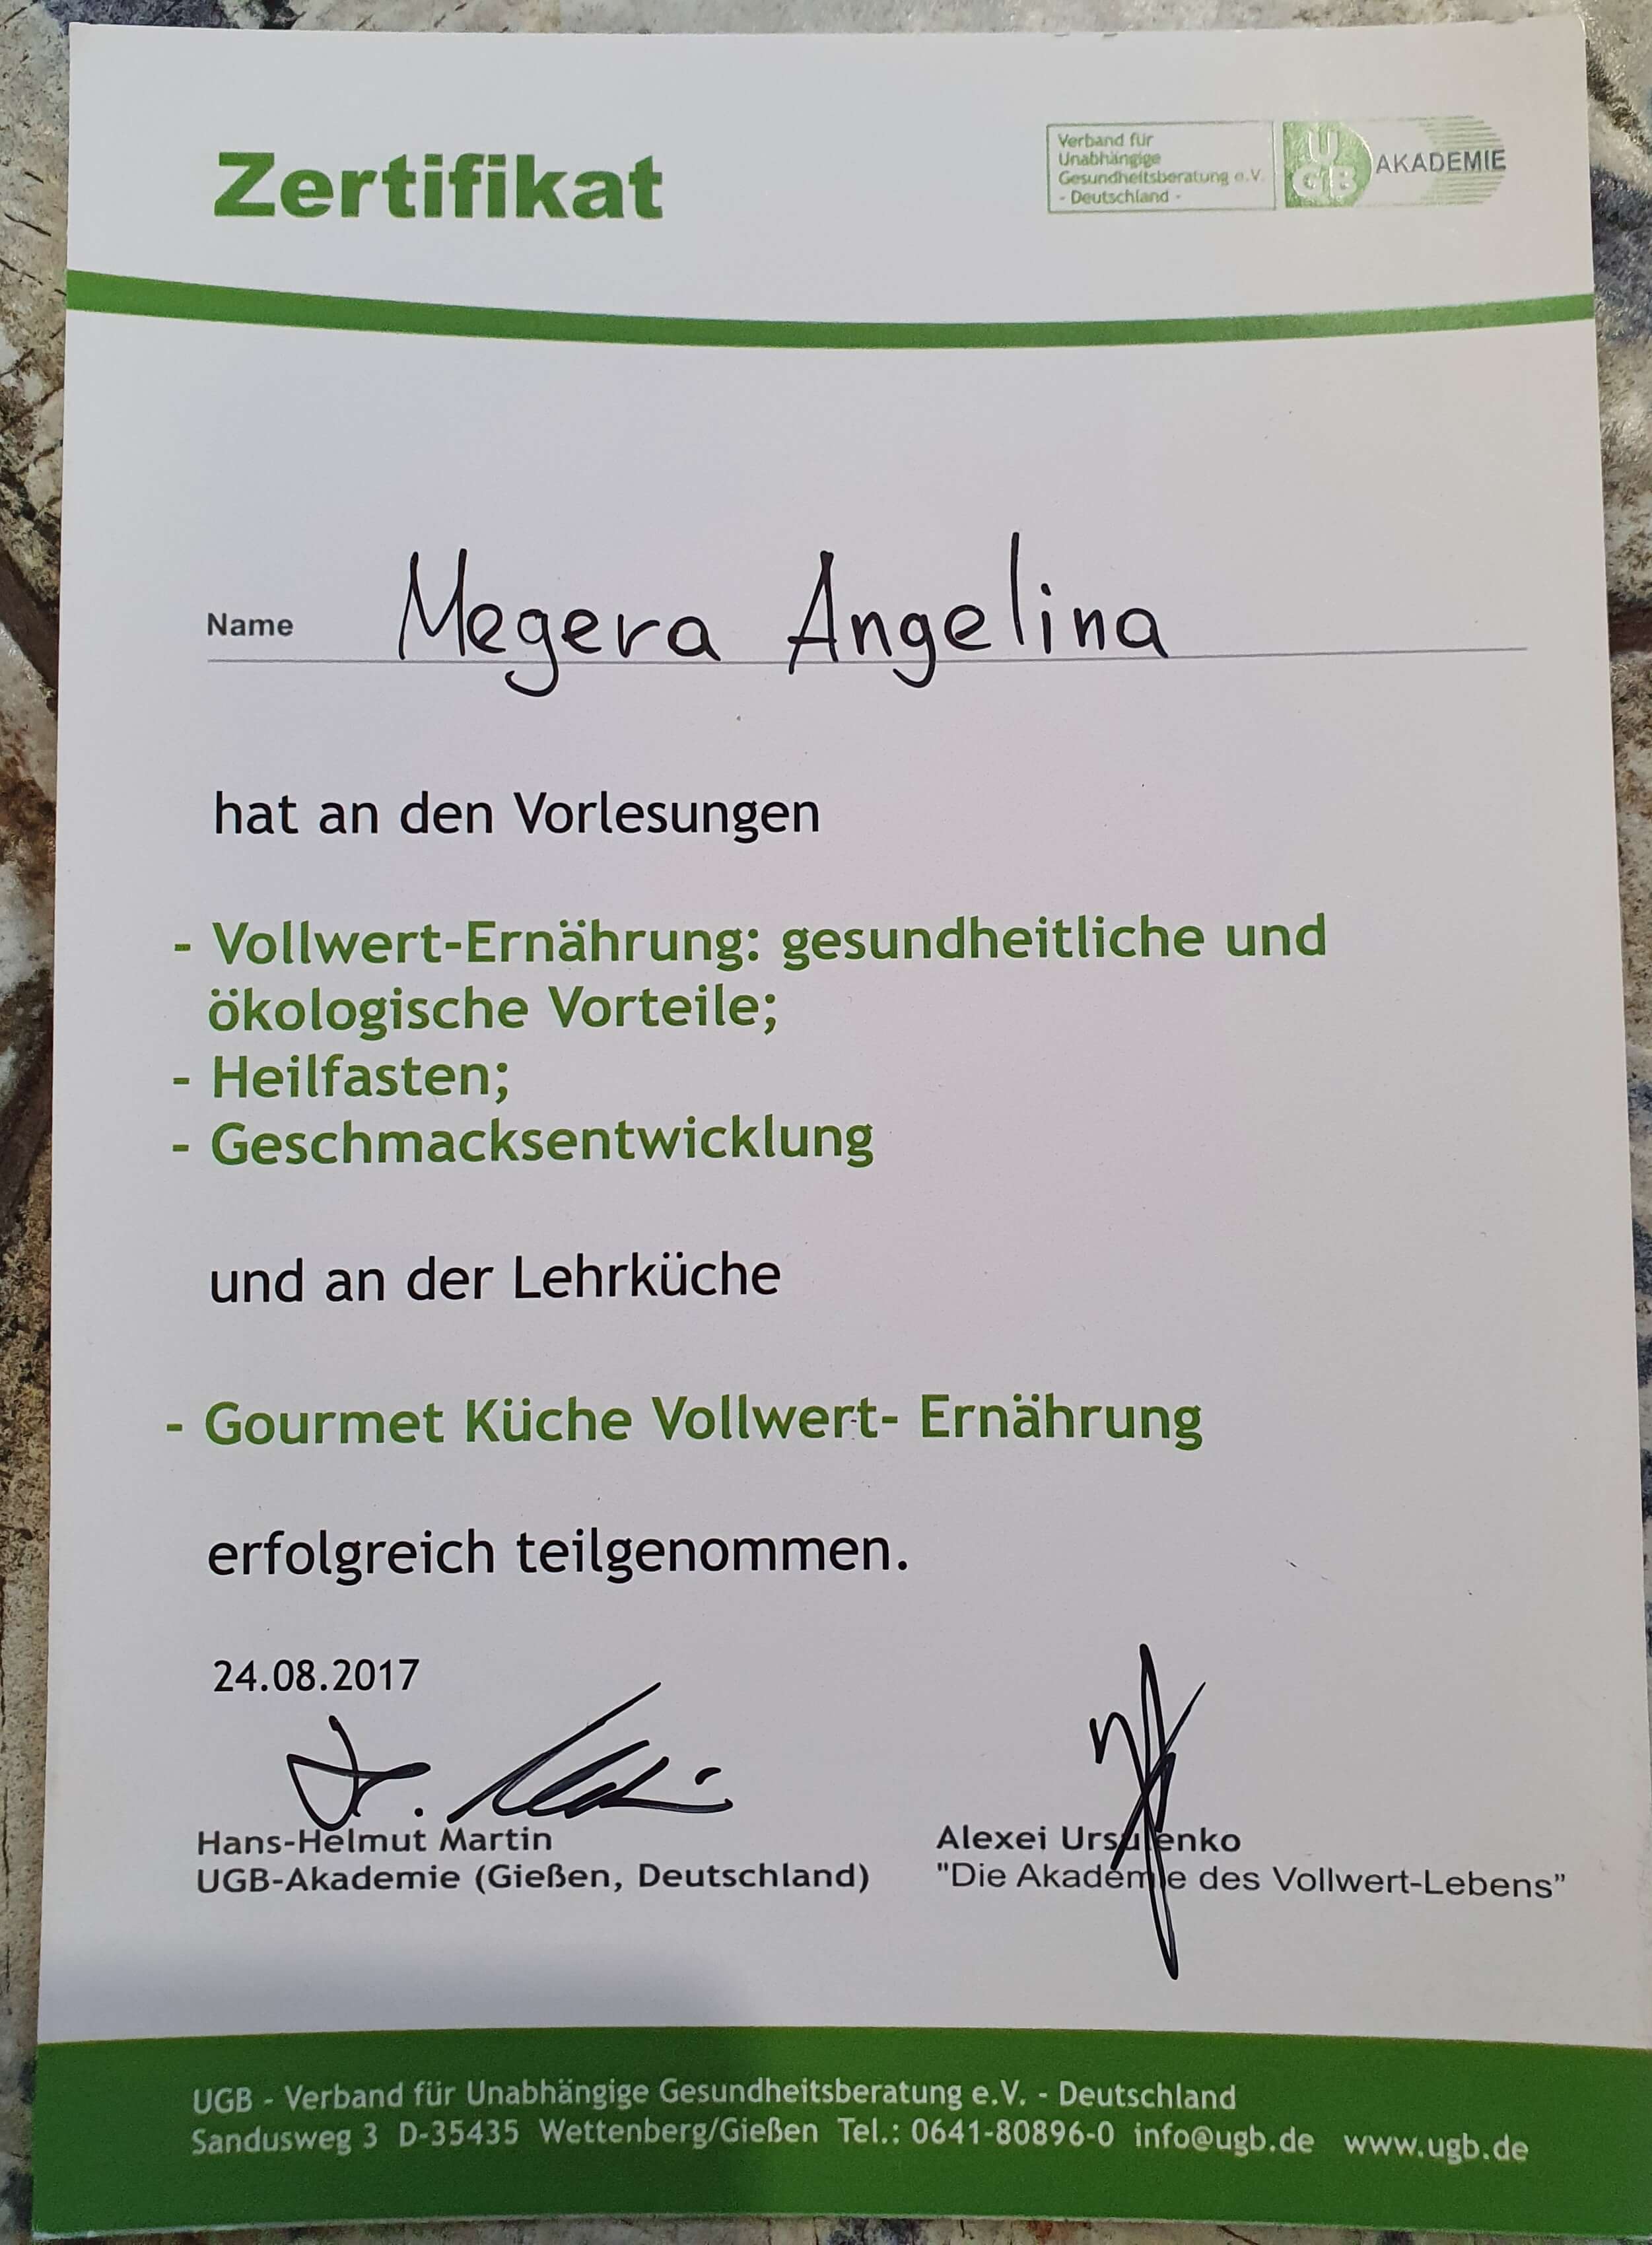 Zertifikat
Verband für
Unabhängige
Gesundheitsberatung e.V.
- Deutschland -
UGB AKADEMIE
Name Megera Angelina
hat an den Vorlesungen
- Vollwert-Ernährung: gesundheitliche und
ökologische Vorteile;
- Heilfasten;
- Geschmacksentwicklung
und an der Lehrküche
- Gourmet Küche Vollwert- Ernährung
erfolgreich teilgenommen.
24.08.2017
Hans-Helmut Martin
UGB-Akademie (Gießen, Deutschland)
Alexei Ursulenko
"Die Akademie des Vollwert-Lebens"
UGB - Verband für Unabhängige Gesundheitsberatung e.V. - Deutschland
Sandusweg 3 D-35435 Wettenberg/Gießen Tel.: 0641-80896-0 info@ugb.de www.ugb.de